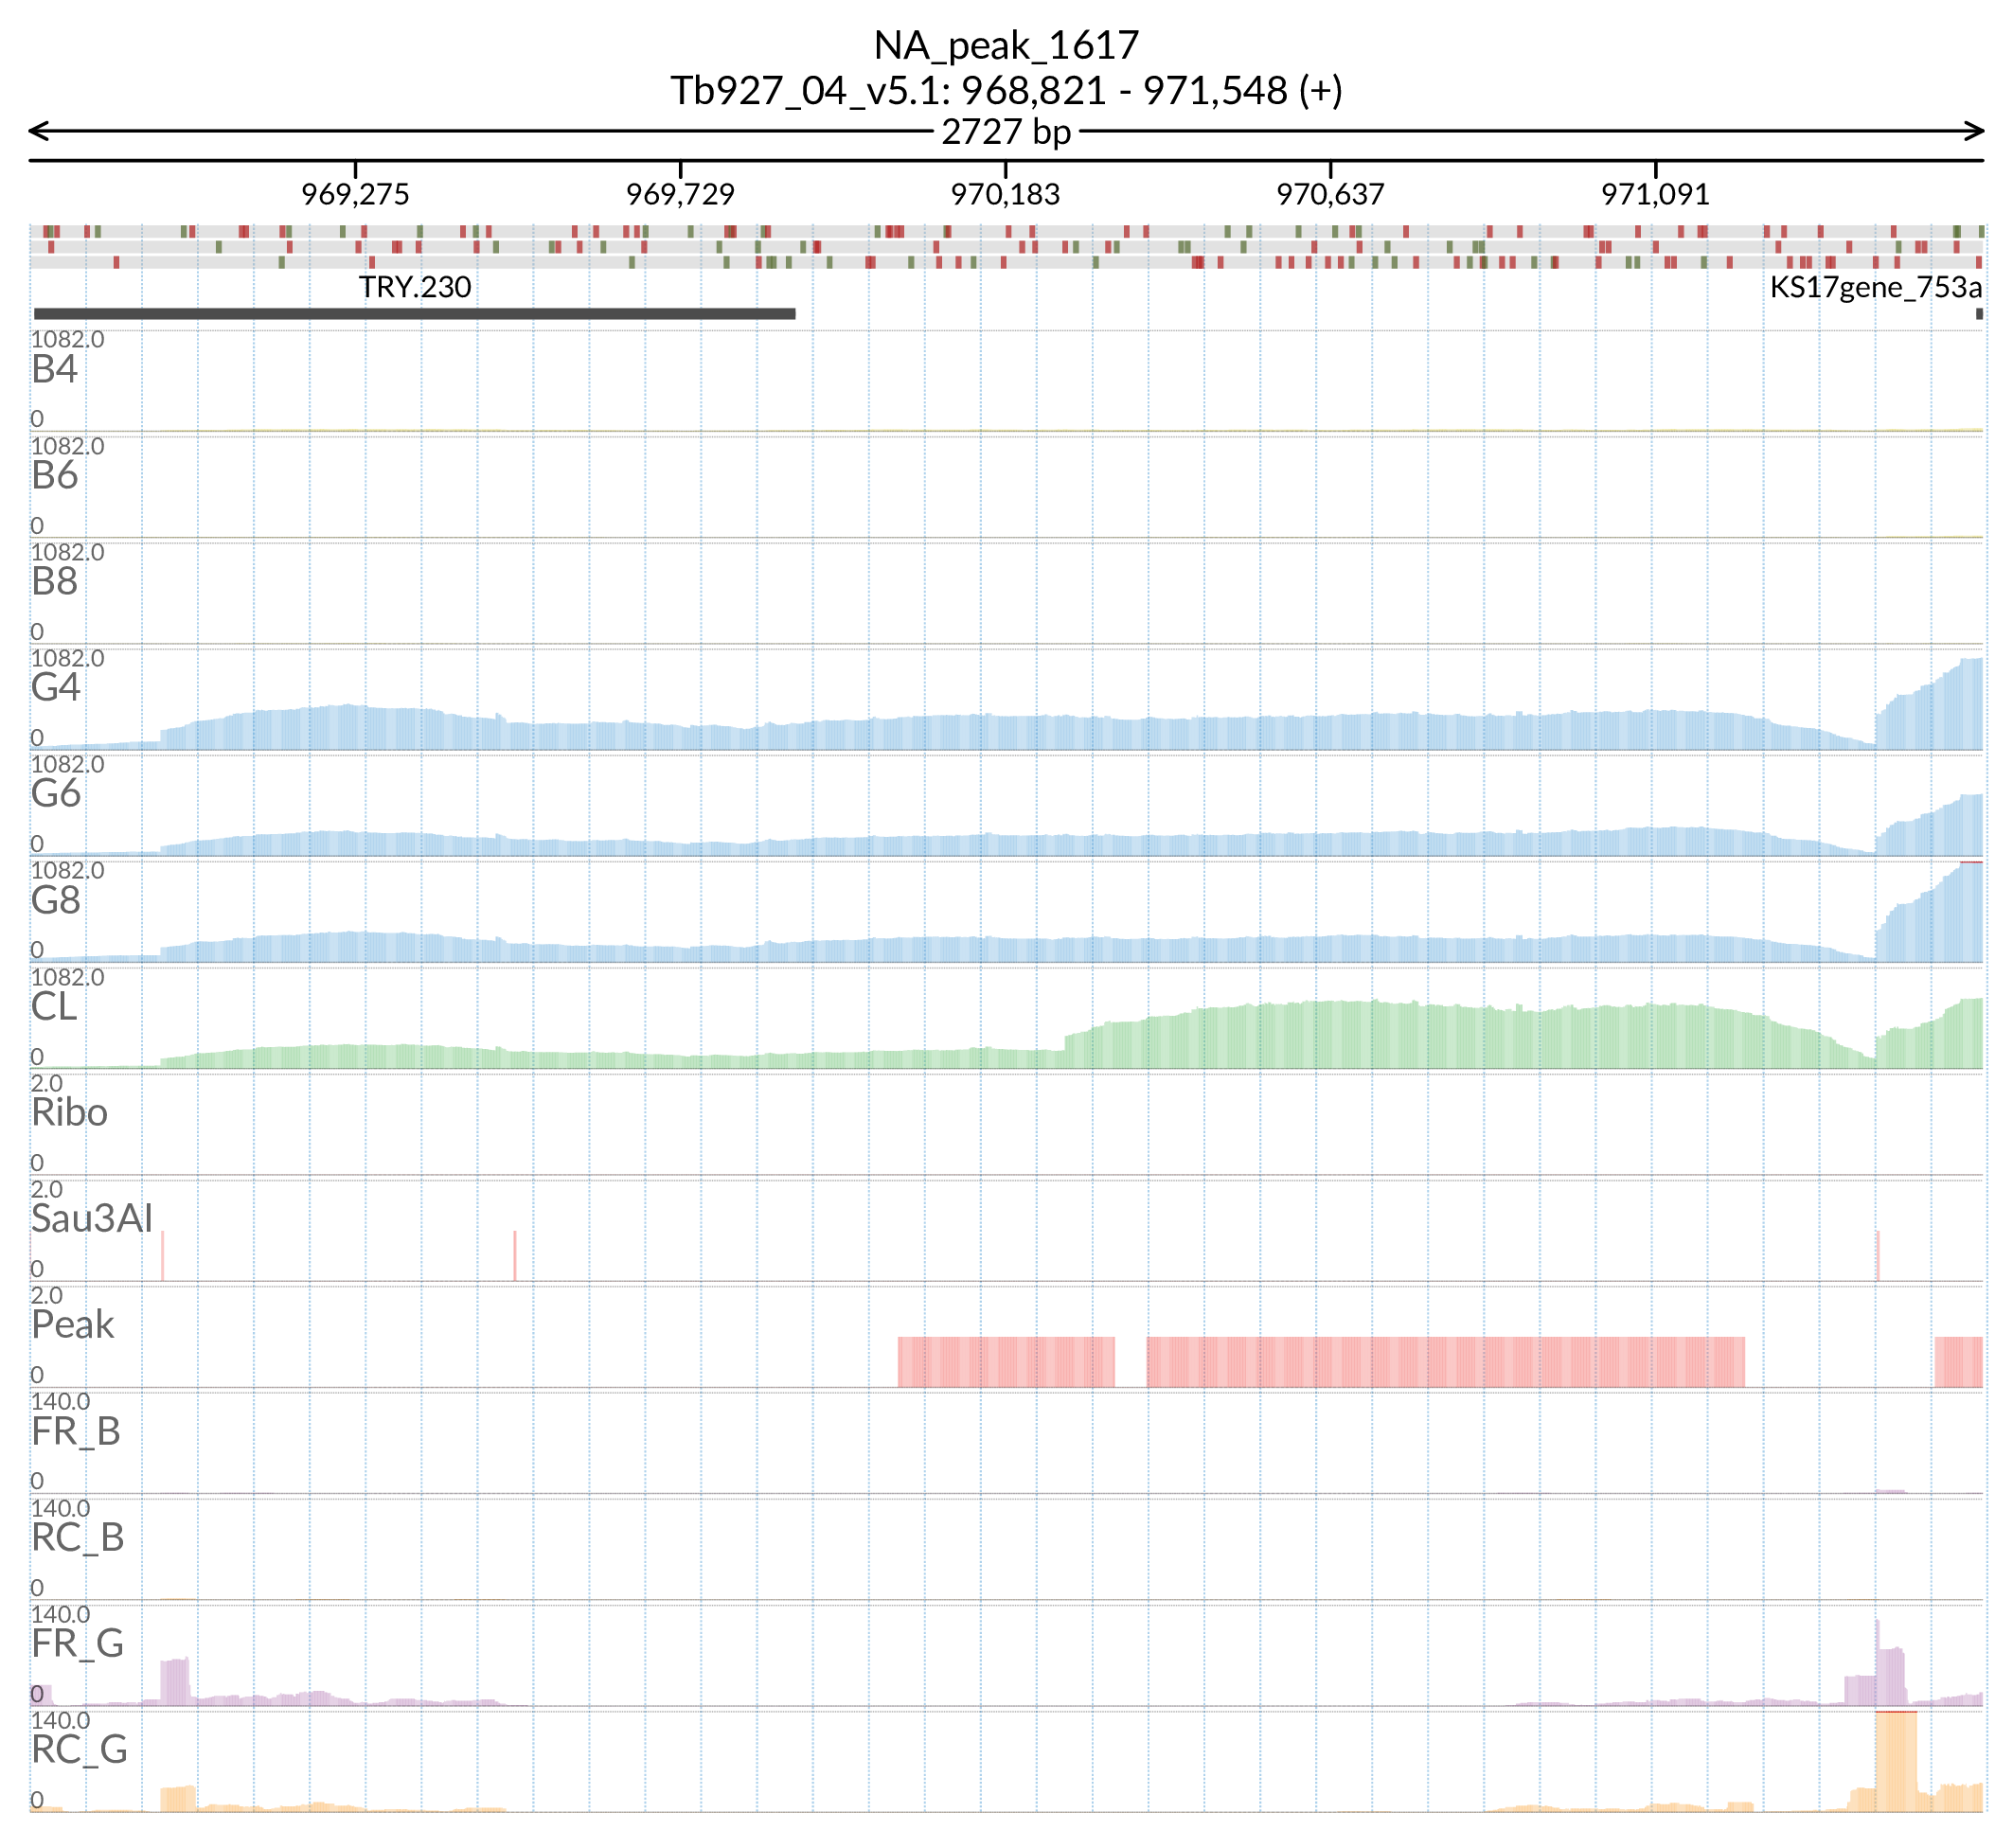 NA_peak_1617
Tb927_04_v5.1: 968,821 - 971,548 (+)
2727 bp
969,275 969,729 970,183 970,637 971,091
TRY.230 KS17gene_753a
1082.0
B4
0
1082.0
B6
0
1082.0
B8
0
1082.0
G4
0
1082.0
G6
0
1082.0
G8
0
1082.0
CL
0
2.0
Ribo
0
2.0
Sau3AI
0
2.0
Peak
0
140.0
FR_B
0
140.0
RC_B
0
140.0
FR_G
0
140.0
RC_G
0